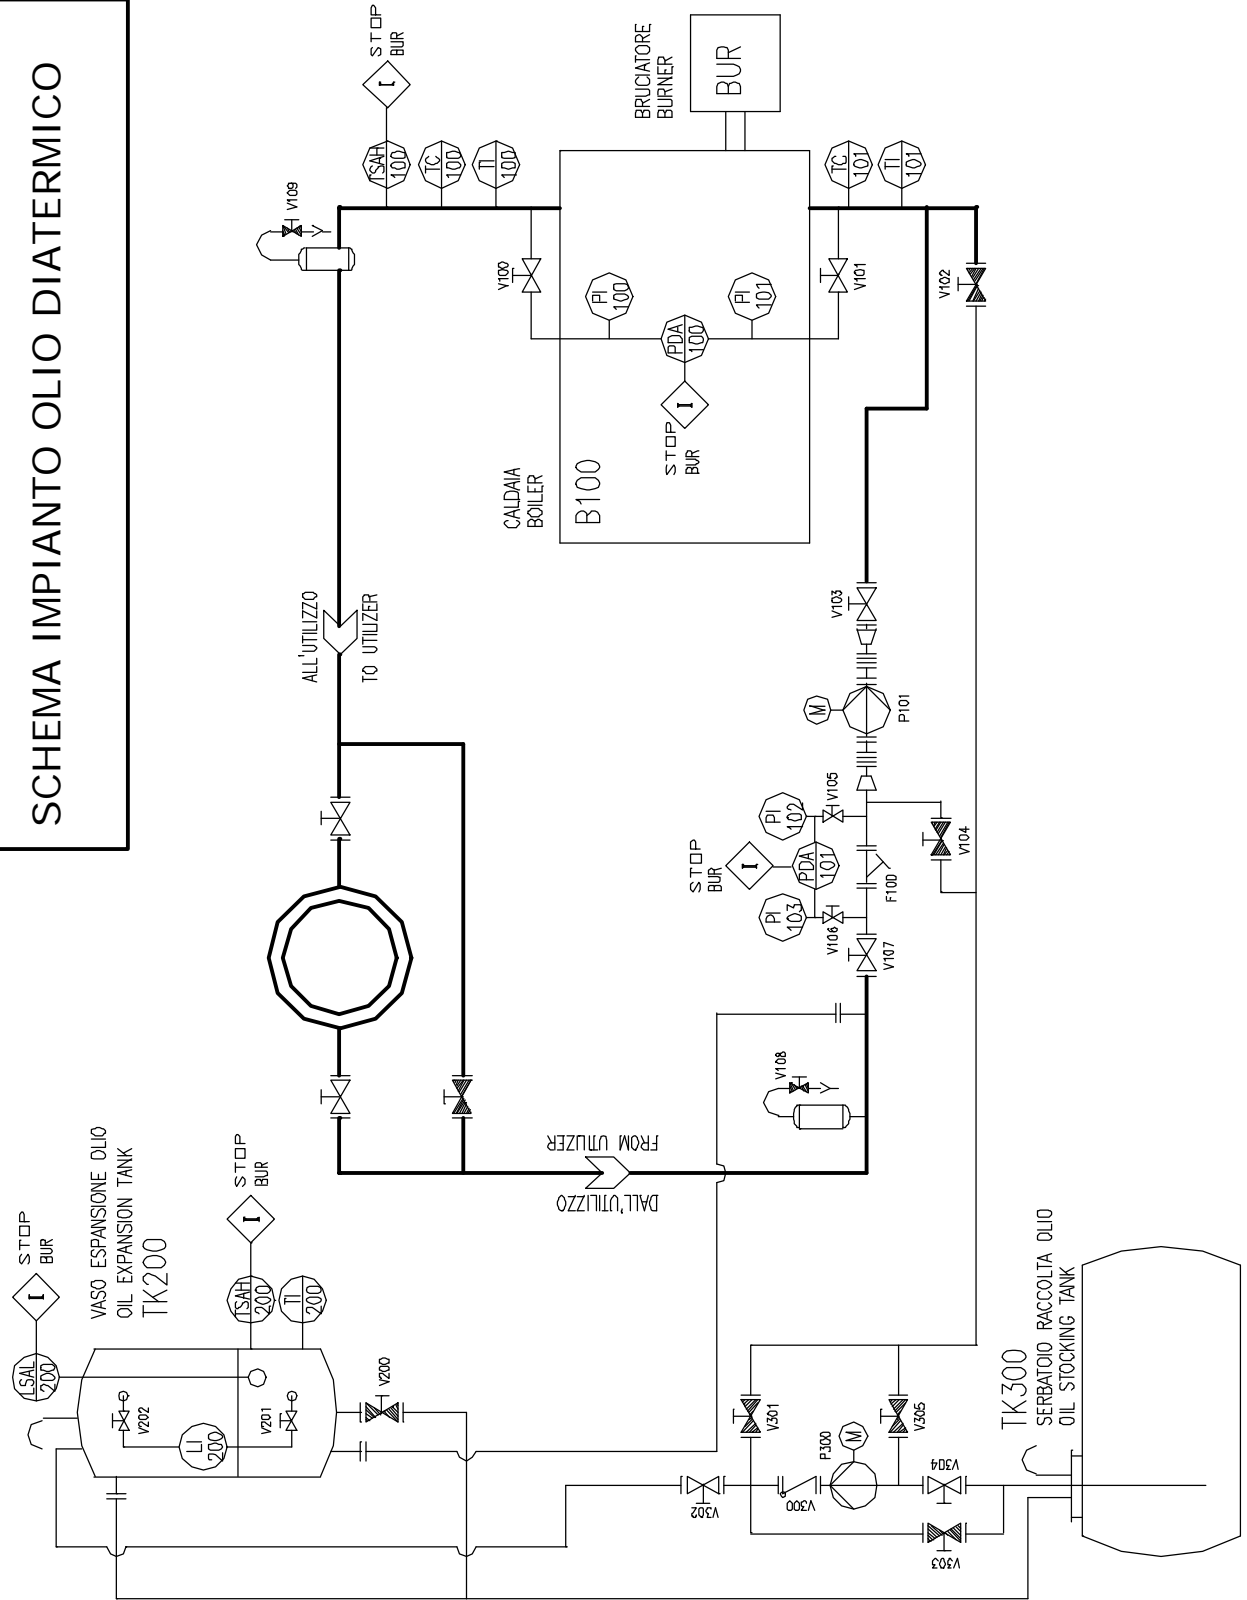 SCHEMA IMPIANTO OLIO DIATERMICO
STOP
BUR
I
TSAH
100
TC
100
TI
100
V109
BRUCIATORE
BURNER
BUR
V100
PI
100
PDA
100
PI
101
I
STOP
BUR
V101
TC
101
TI
101
V102
CALDAIA
BOILER
B100
ALL'UTILIZZO
TO UTILIZER
V103
M
P101
PI
102
V105
STOP
BUR
I
PDA
101
PI
103
V106
F10D
V104
V107
V108
DALL'UTILIZZO
FROM UTILIZER
VASO ESPANSIONE OLIO
OIL EXPANSION TANK
TK200
STOP
BUR
I
LSAL
200
STOP
BUR
I
TSAH
200
TI
200
V202
LI
200
V201
V200
TK300
SERBATOIO RACCOLTA OLIO
OIL STOCKING TANK
V301
V305
P300
M
V302
V300
V304
V303